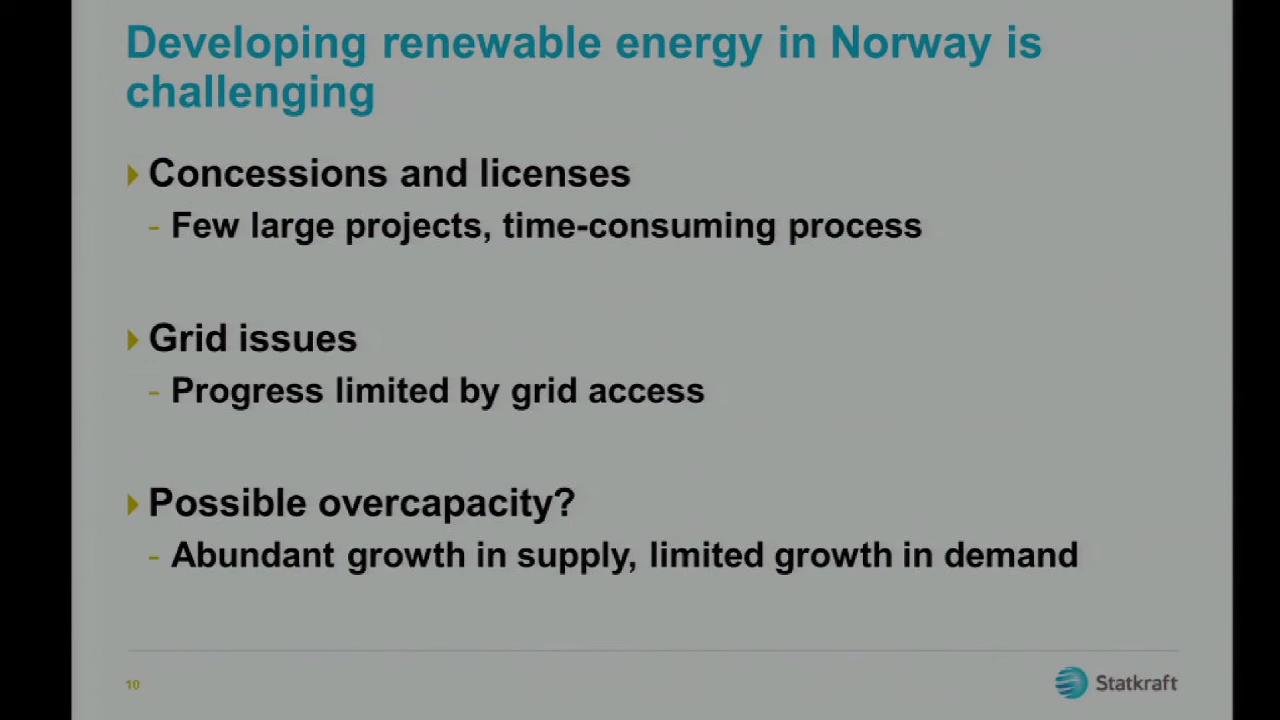 Developing renewable energy in Norway is
challenging
Concessions and licenses
- Few large projects, time-consuming process
Grid issues
- Progress limited by grid access
Possible overcapacity?
- Abundant growth in supply, limited growth in demand
10
Statkraft